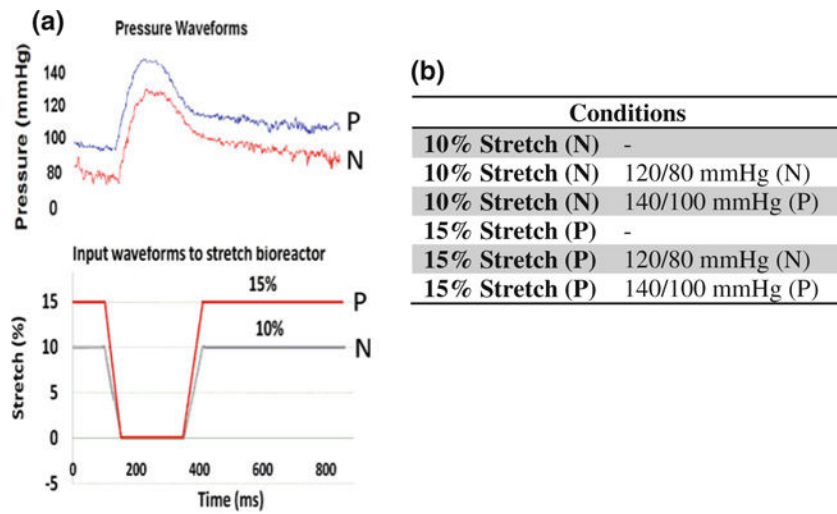 (a)
Pressure Waveforms
Pressure (mmHg)
140
120
100
80
0
P
N
Input waveforms to stretch bioreactor
15%
10%
P
N
Stretch (%)
15
10
5
0
-5
0 200 400 600 800
Time (ms)
(b)
Conditions
10% Stretch (N) -
10% Stretch (N) 120/80 mmHg (N)
10% Stretch (N) 140/100 mmHg (P)
15% Stretch (P) -
15% Stretch (P) 120/80 mmHg (N)
15% Stretch (P) 140/100 mmHg (P)